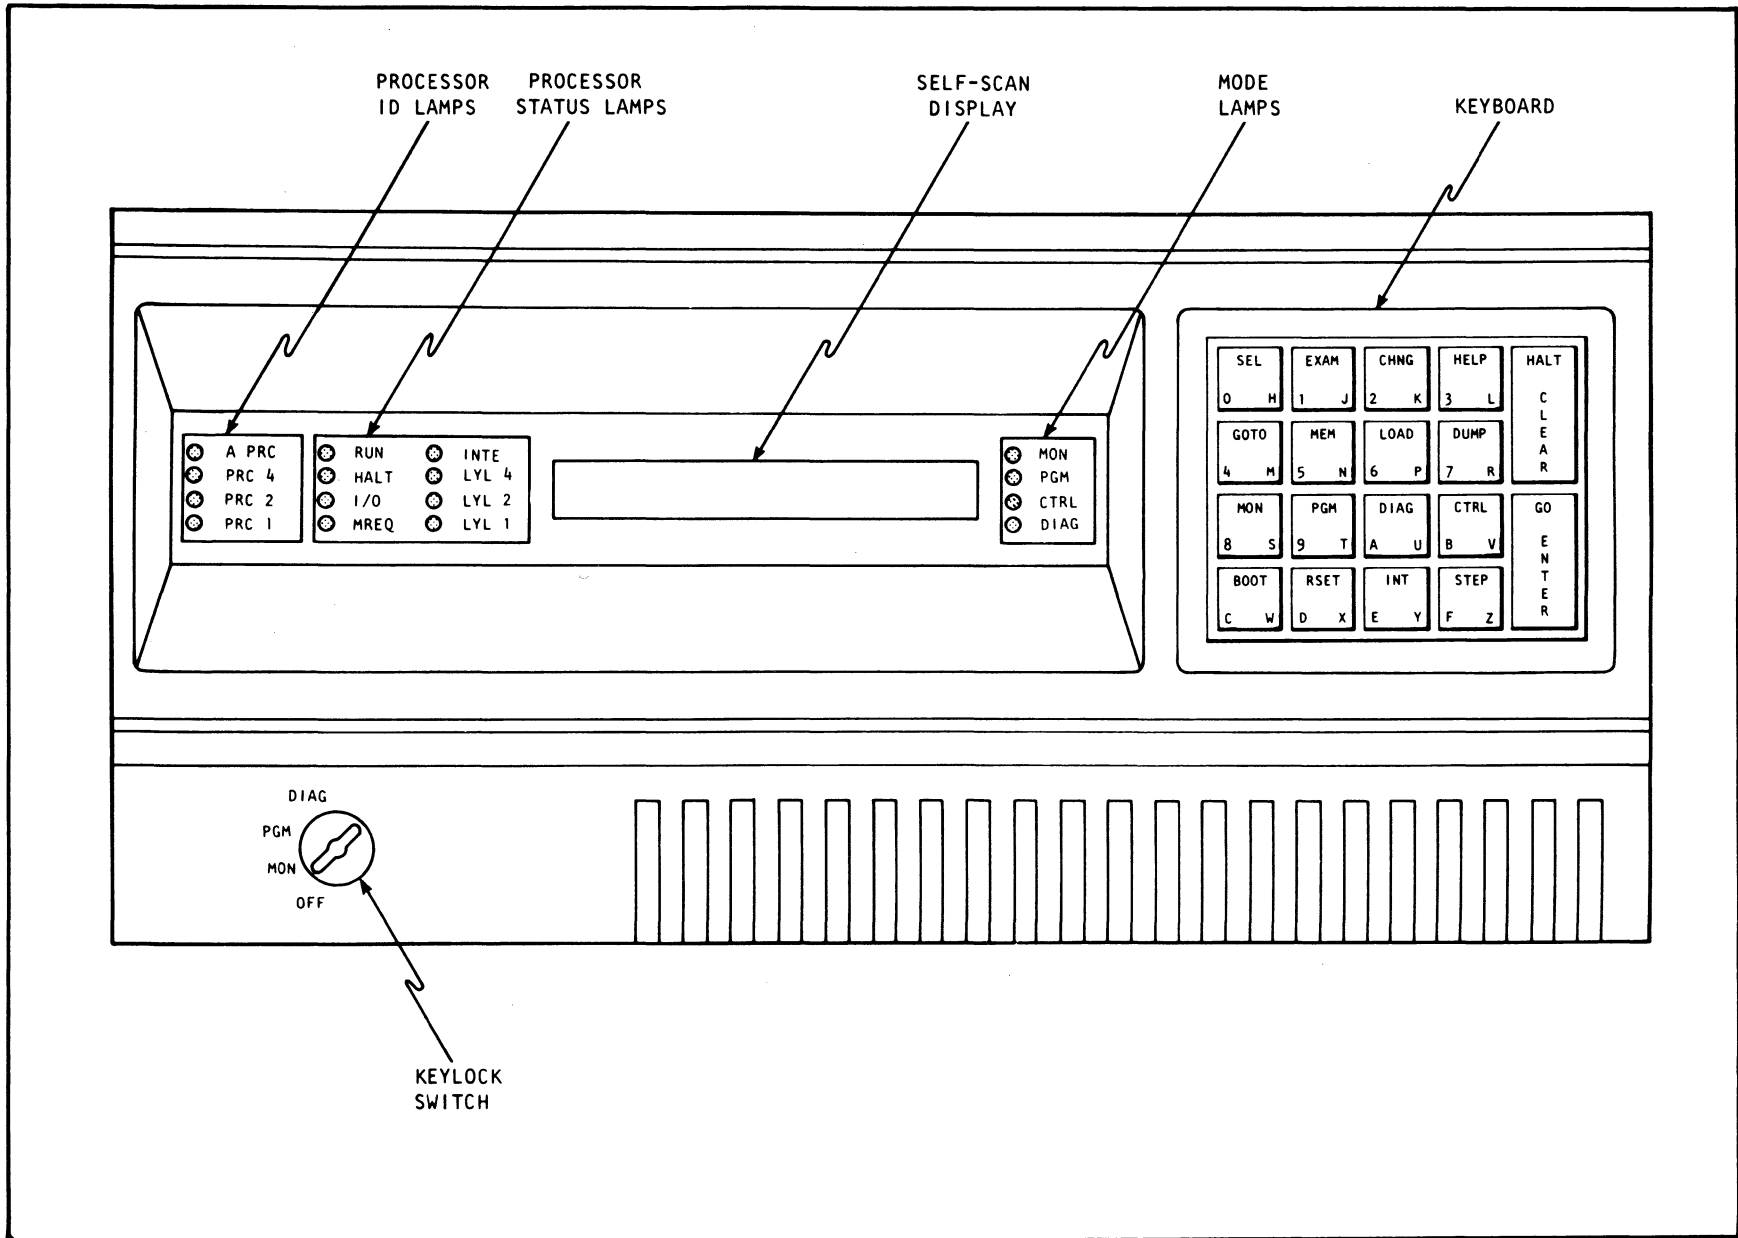 PROCESSOR
ID LAMPS
PROCESSOR
STATUS LAMPS
SELF-SCAN
DISPLAY
MODE
LAMPS
KEYBOARD
A PRC
PRC 4
PRC 2
PRC 1
RUN
HALT
I/O
MREQ
INTE
LYL 4
LYL 2
LYL 1
MON
PGM
CTRL
DIAG
SEL
0 H
EXAM
1 J
CHNG
2 K
HELP
3 L
HALT
CLEAR
GOTO
4 M
MEM
5 N
LOAD
6 P
DUMP
7 R
MON
8 S
PGM
9 T
DIAG
A U
CTRL
B V
GO
ENTER
BOOT
C W
RSET
D X
INT
E Y
STEP
F Z
DIAG
PGM
MON
OFF
KEYLOCK
SWITCH